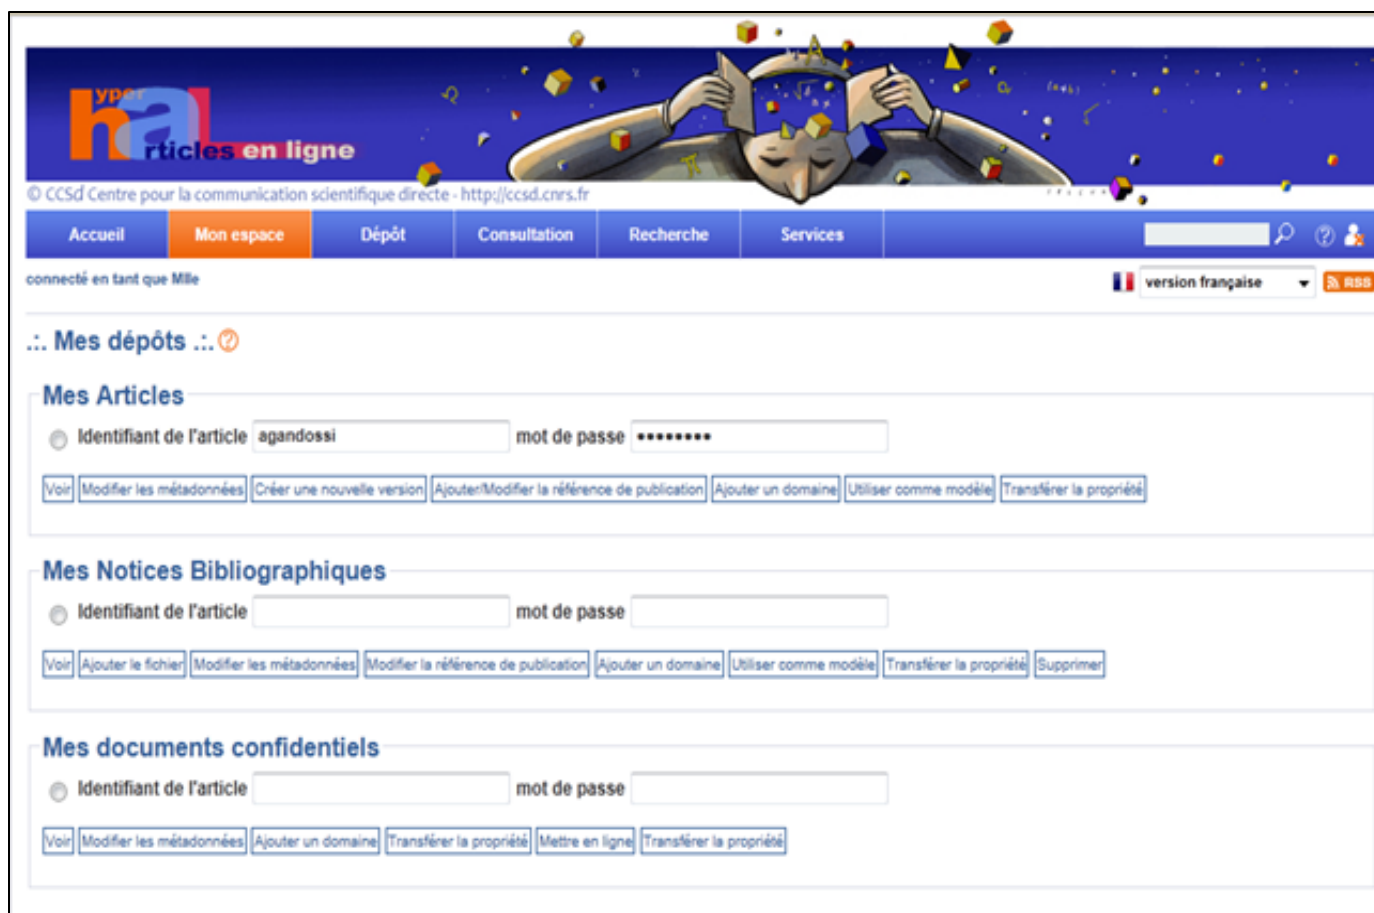 hyper articles en ligne
© CCSd Centre pour la communication scientifique directe - http://ccsd.cnrs.fr
Accueil Mon espace Dépôt Consultation Recherche Services
connecté en tant que Mlle version française RSS
.:. Mes dépôts .:.
Mes Articles
Identifiant de l'article agandossi mot de passe ••••••••
Voir Modifier les métadonnées Créer une nouvelle version Ajouter/Modifier la référence de publication Ajouter un domaine Utiliser comme modèle Transférer la propriété
Mes Notices Bibliographiques
Identifiant de l'article mot de passe
Voir Ajouter le fichier Modifier les métadonnées Modifier la référence de publication Ajouter un domaine Utiliser comme modèle Transférer la propriété Supprimer
Mes documents confidentiels
Identifiant de l'article mot de passe
Voir Modifier les métadonnées Ajouter un domaine Transférer la propriété Mettre en ligne Transférer la propriété